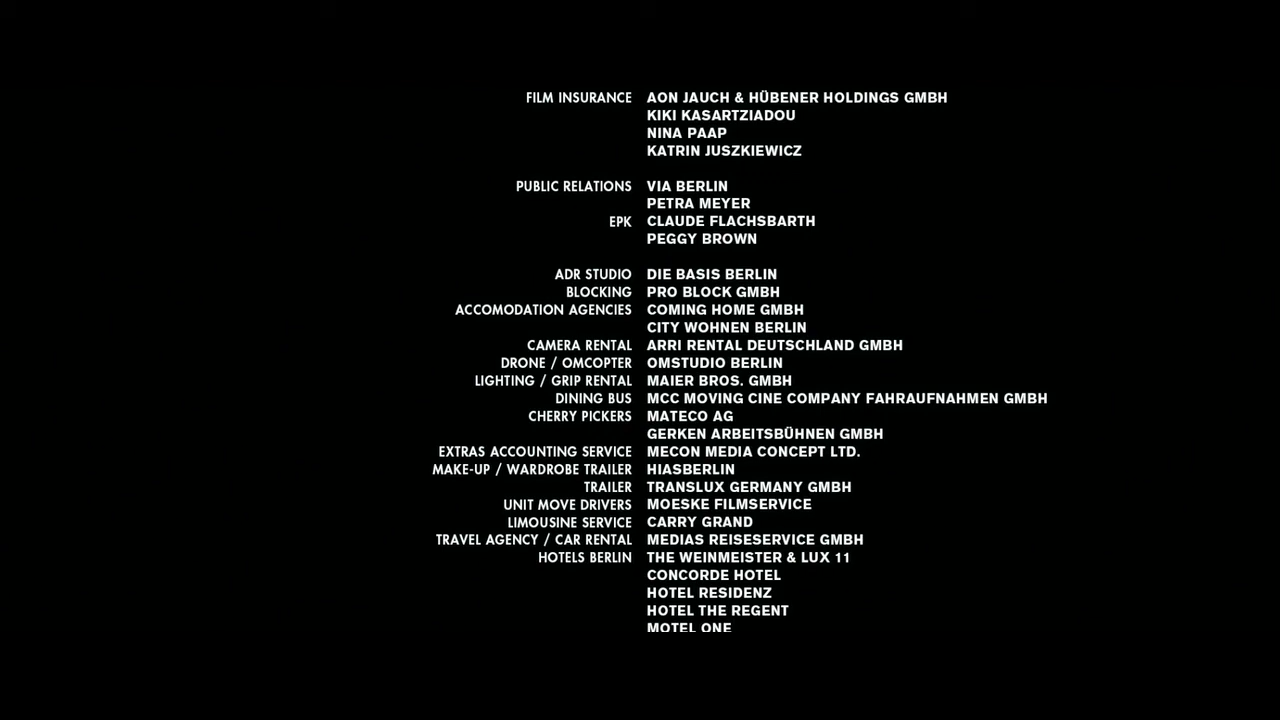 FILM INSURANCE AON JAUCH & HÜBENER HOLDINGS GMBH
KIKI KASARTZIADOU
NINA PAAP
KATRIN JUSZKIEWICZ
PUBLIC RELATIONS VIA BERLIN
PETRA MEYER
EPK CLAUDE FLACHSBARTH
PEGGY BROWN
ADR STUDIO DIE BASIS BERLIN
BLOCKING PRO BLOCK GMBH
ACCOMODATION AGENCIES COMING HOME GMBH
CITY WOHNEN BERLIN
CAMERA RENTAL ARRI RENTAL DEUTSCHLAND GMBH
DRONE / OMCOPTER OMSTUDIO BERLIN
LIGHTING / GRIP RENTAL MAIER BROS. GMBH
DINING BUS MCC MOVING CINE COMPANY FAHRAUFNAHMEN GMBH
CHERRY PICKERS MATECO AG
GERKEN ARBEITSBÜHNEN GMBH
EXTRAS ACCOUNTING SERVICE MECON MEDIA CONCEPT LTD.
MAKE-UP / WARDROBE TRAILER HIASBERLIN
TRAILER TRANSLUX GERMANY GMBH
UNIT MOVE DRIVERS MOESKE FILMSERVICE
LIMOUSINE SERVICE CARRY GRAND
TRAVEL AGENCY / CAR RENTAL MEDIAS REISESERVICE GMBH
HOTELS BERLIN THE WEINMEISTER & LUX 11
CONCORDE HOTEL
HOTEL RESIDENZ
HOTEL THE REGENT
MOTEL ONE